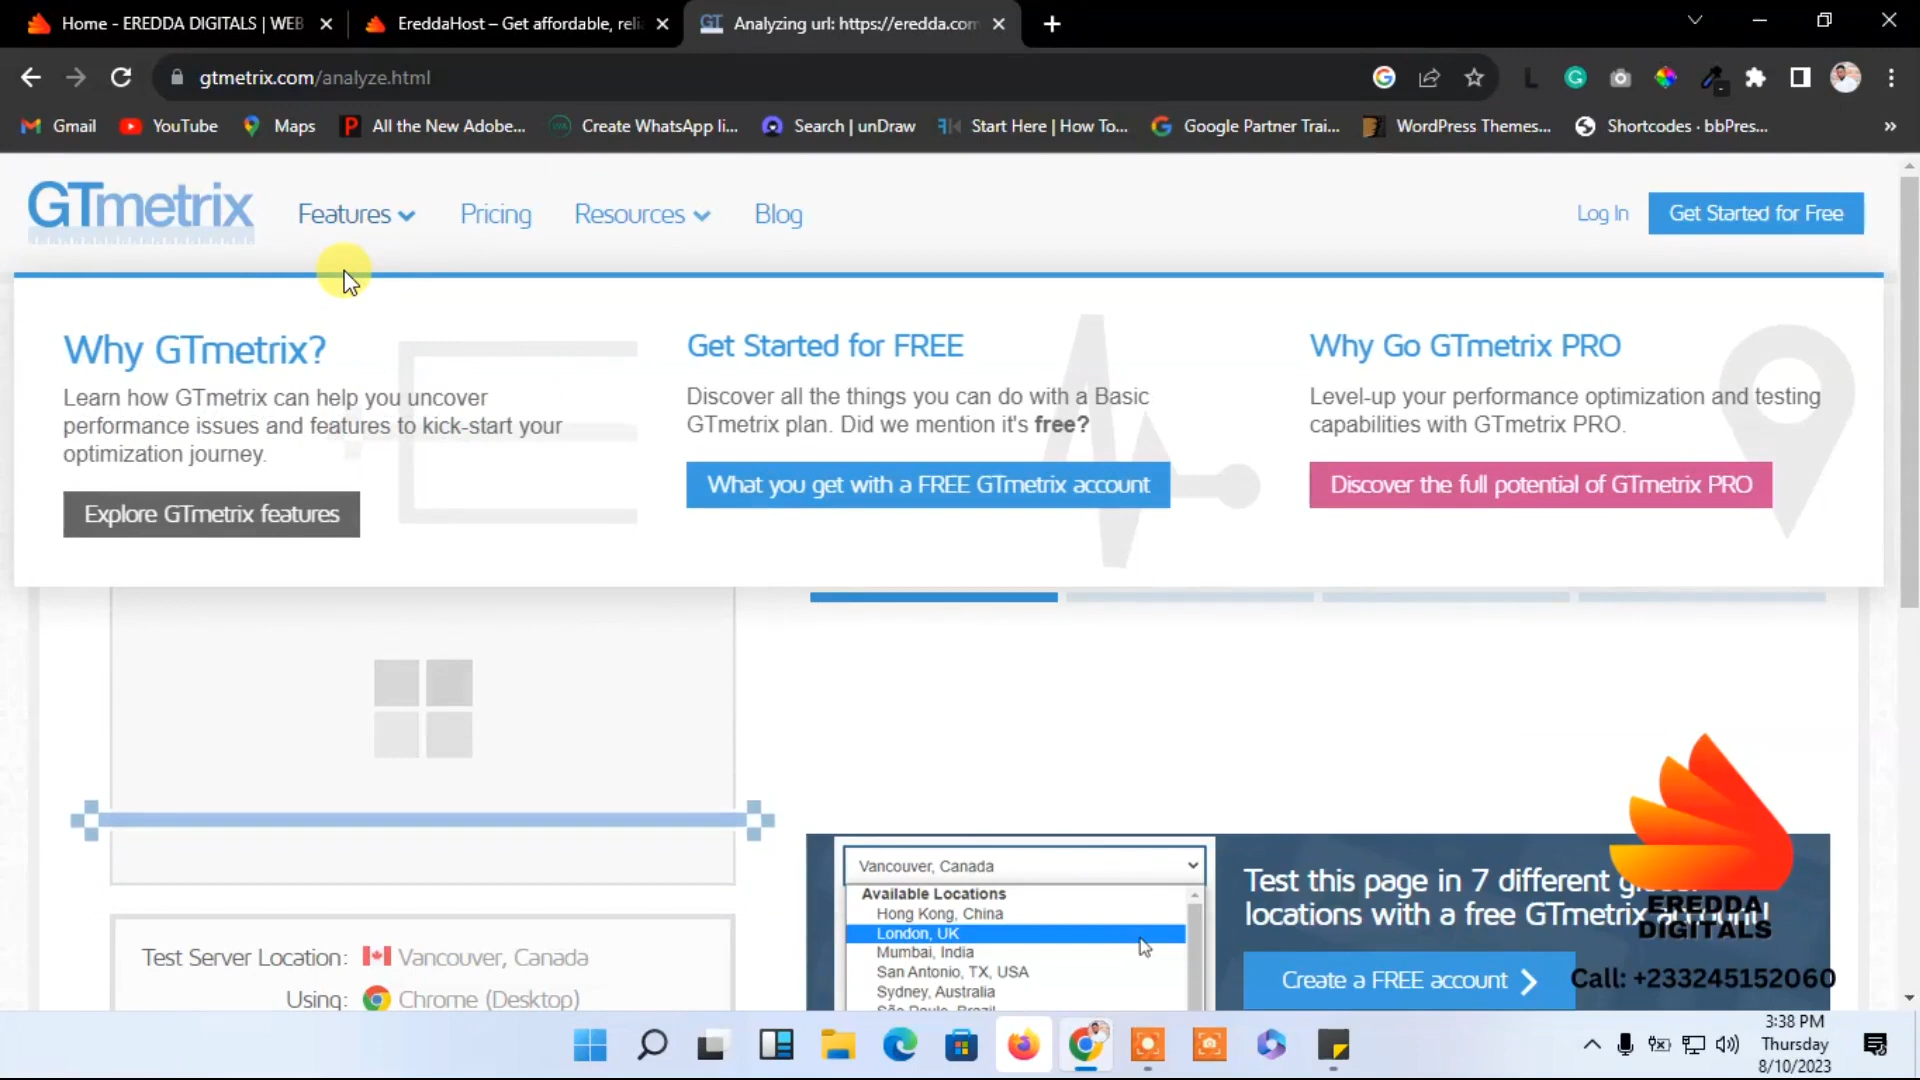 Home - EREDDA DIGITALS | WEB
EreddaHost – Get affordable, reli
GT
Analyzing url: https://eredda.com
gtmetrix.com/analyze.html
Gmail
YouTube
Maps
All the New Adobe...
Create WhatsApp li...
Search | unDraw
Start Here | How To...
Google Partner Trai...
WordPress Themes...
Shortcodes · bbPres...
»
GTmetrix
Features
Pricing
Resources
Blog
Log In
Get Started for Free
Why GTmetrix?
Learn how GTmetrix can help you uncover
performance issues and features to kick-start your
optimization journey.
Explore GTmetrix features
Get Started for FREE
Discover all the things you can do with a Basic
GTmetrix plan. Did we mention it's free?
What you get with a FREE GTmetrix account
Why Go GTmetrix PRO
Level-up your performance optimization and testing
capabilities with GTmetrix PRO.
Discover the full potential of GTmetrix PRO
Test Server Location: Vancouver, Canada
Using: Chrome (Desktop)
Vancouver, Canada
Available Locations
Hong Kong, China
London, UK
Mumbai, India
San Antonio, TX, USA
Sydney, Australia
São Paulo, Brazil
Test this page in 7 different global
locations with a free GTmetrix account!
Create a FREE account
EREDDA
DIGITALS
Call: +233245152060
3:38 PM
Thursday
8/10/2023